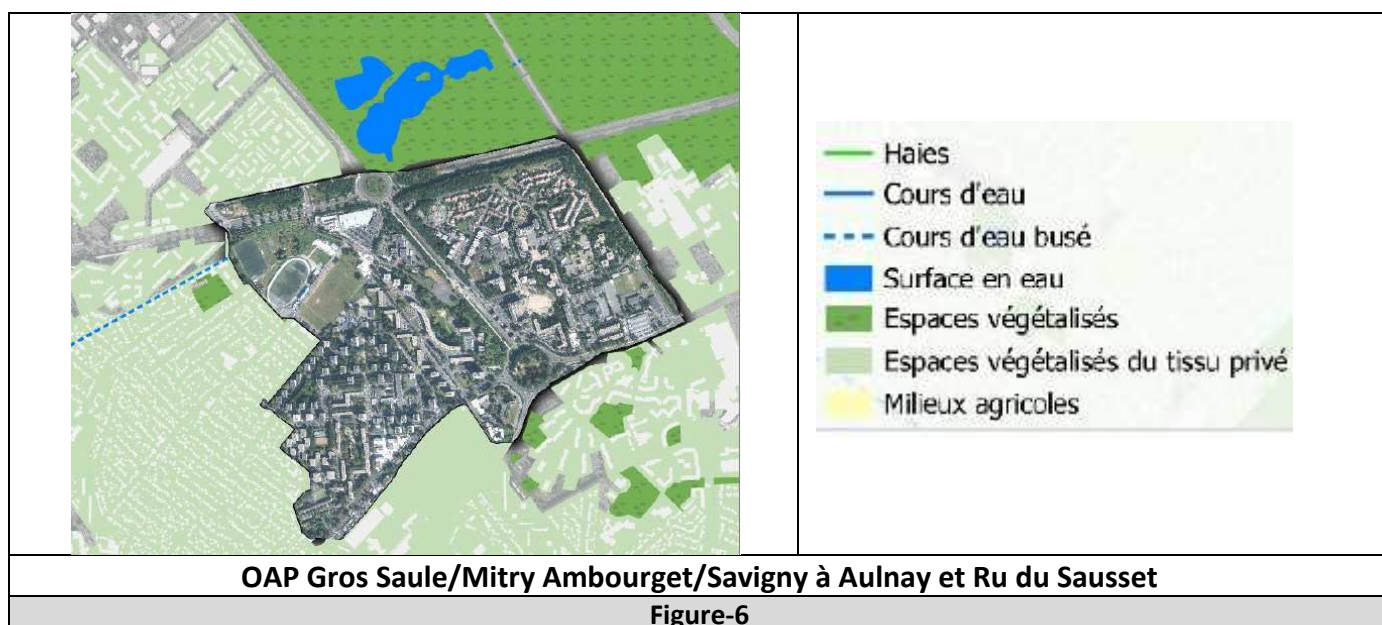 Haies
Cours d'eau
Cours d'eau busé
Surface en eau
Espaces végétalisés
Espaces végétalisés du tissu privé
Milieux agricoles
OAP Gros Saule/Mitry Ambourget/Savigny à Aulnay et Ru du Sausset
Figure-6